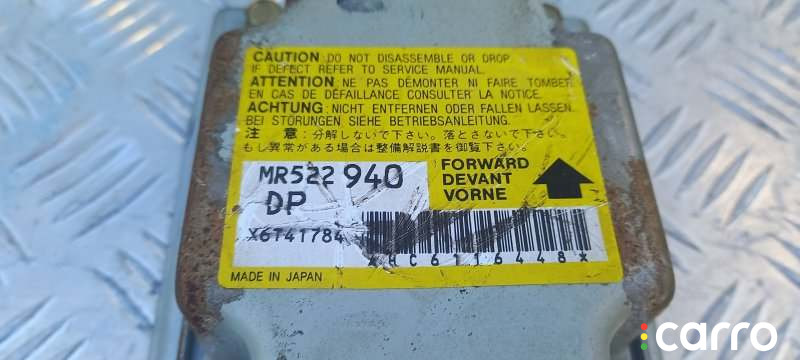 CAUTION: DO NOT DISASSEMBLE OR DROP.
IF DEFECT REFER TO SERVICE MANUAL.
ATTENTION: NE PAS DÉMONTER NI FAIRE TOMBER.
EN CAS DE DÉFAILLANCE CONSULTER LA NOTICE.
ACHTUNG: NICHT ENTFERNEN ODER FALLEN LASSEN.
BEI STÖRUNGEN SIEHE BETRIEBSANLEITUNG.
注 意:分解しないで下さい。落とさないで下さい。
もし異常がある場合は整備解説書を御覧下さい。
MR522 940
DP
X6T41784
FORWARD
DEVANT
VORNE
MADE IN JAPAN
carro